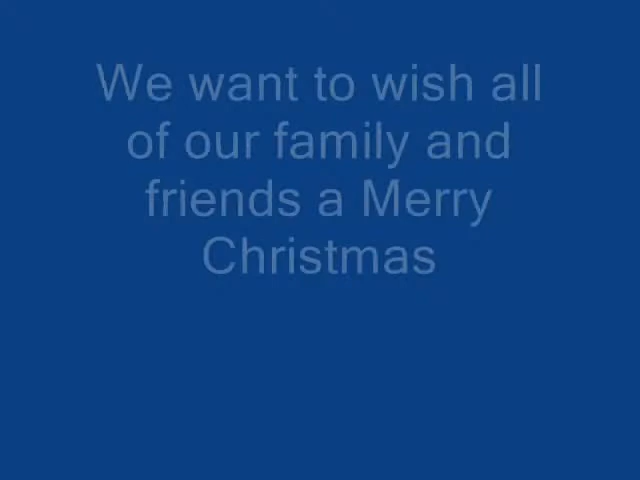 We want to wish all
of our family and
friends a Merry
Christmas